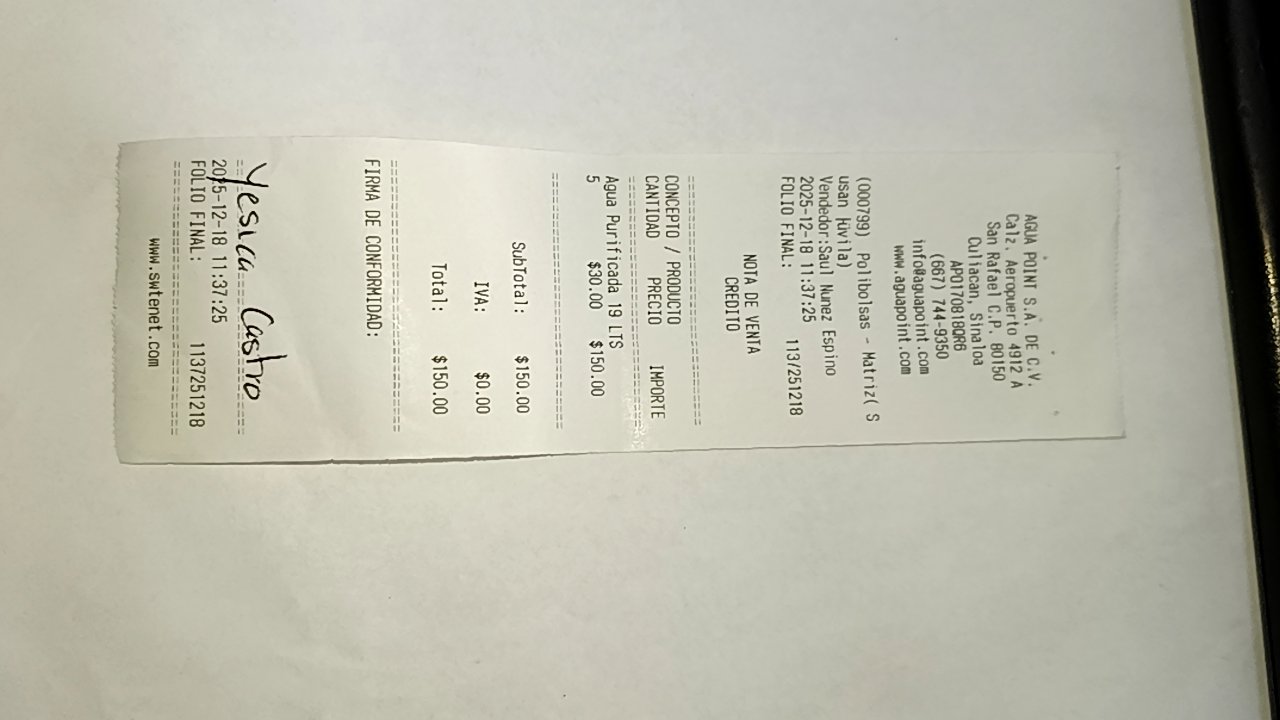 AGUA POINT S.A. DE C.V.
Calz. Aeropuerto 4912 A
San Rafael C.P. 80150
Culiacan, Sinaloa
APO170818QR6
(667) 744-9350
info@aguapoint.com
www.aguapoint.com
NOTA DE VENTA
CREDITO
(000799) Polibolsas - Matriz( S
usan Rivila)
Vendedor:Saul Nunez Espino
2025-12-18 11:37:25
FOLIO FINAL: 1137251218
CONCEPTO / PRODUCTO
CANTIDAD PRECIO IMPORTE
Agua Purificada 19 LTS
5 $30.00 $150.00
SubTotal: $150.00
IVA: $0.00
Total: $150.00
FIRMA DE CONFORMIDAD:
Yesica Castro
2025-12-18 11:37:25
FOLIO FINAL: 1137251218
www.swtenet.com